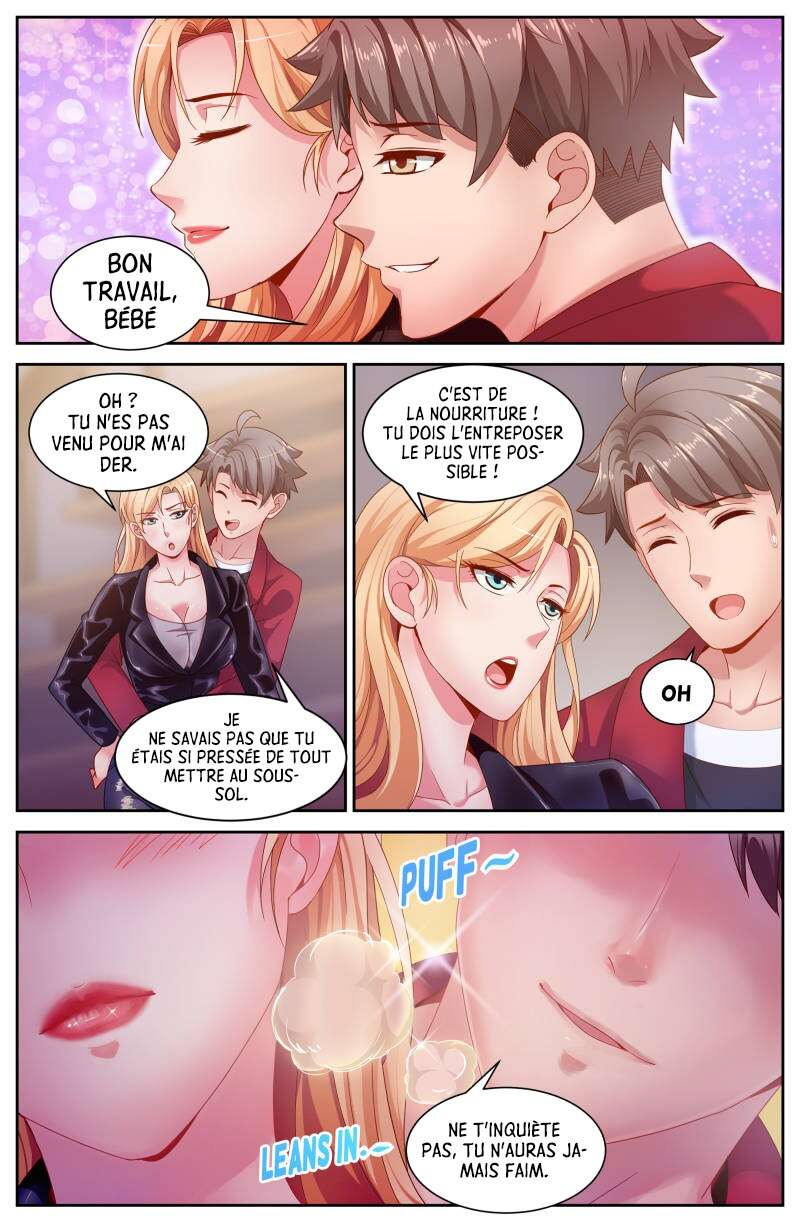 BON
TRAVAIL,
BÉBÉ
OH ?
TU N'ES PAS
VENU POUR M'AI
DER.
JE
NE SAVAIS PAS QUE TU
ÉTAIS SI PRESSÉE DE TOUT
METTRE AU SOUS-
SOL.
C'EST DE
LA NOURRITURE !
TU DOIS L'ENTREPOSER
LE PLUS VITE POS-
SIBLE !
OH
PUFF~
LEANS IN.~
NE T'INQUIÈTE
PAS, TU N'AURAS JA-
MAIS FAIM.